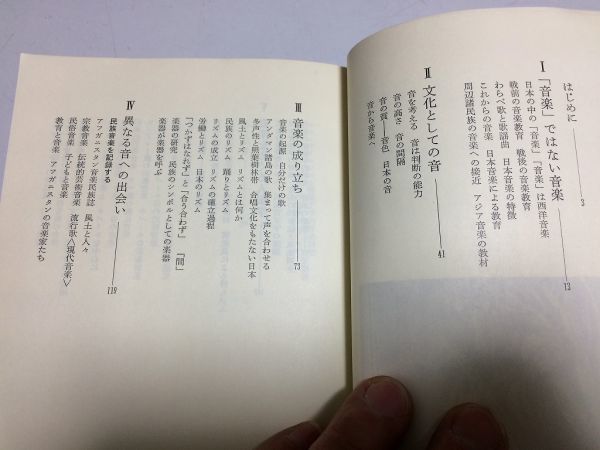 はじめに 3
Ⅰ 「音楽」ではない音楽 13
日本の中の「音楽」 「音楽」は西洋音楽
戦前の音楽教育 戦後の音楽教育
わらべ歌と歌謡曲 日本音楽の特徴
これからの音楽 日本音楽による教育
周辺諸民族の音楽への接近 アジア音楽の教材
Ⅱ 文化としての音 41
音を考える 音は判断の能力
音の高さ 音の間隔
音の質―音色 日本の音
音から音楽へ
Ⅲ 音楽の成り立ち 73
音楽の起源 自分だけの歌
アンダマン諸島の歌 集まって声を合わせる
多声性と照葉樹林帯 合唱文化をもたない日本
風土とリズム リズムとは何か
民族のリズム 踊りとリズム
リズムの成立 リズムの確立過程
労働とリズム 日本のリズム
「つかずはなれず」と「合う合わず」 「間」
楽器の研究 民族のシンボルとしての楽器
楽器が楽器を呼ぶ
Ⅳ 異なる音への出会い 119
民族音楽を記録する
アフガニスタン音楽民族誌 風土と人々
宗教音楽 伝統的芸術音楽 流行歌<現代音楽>
民俗音楽 子どもと音楽
教育と音楽 アフガニスタンの音楽家たち